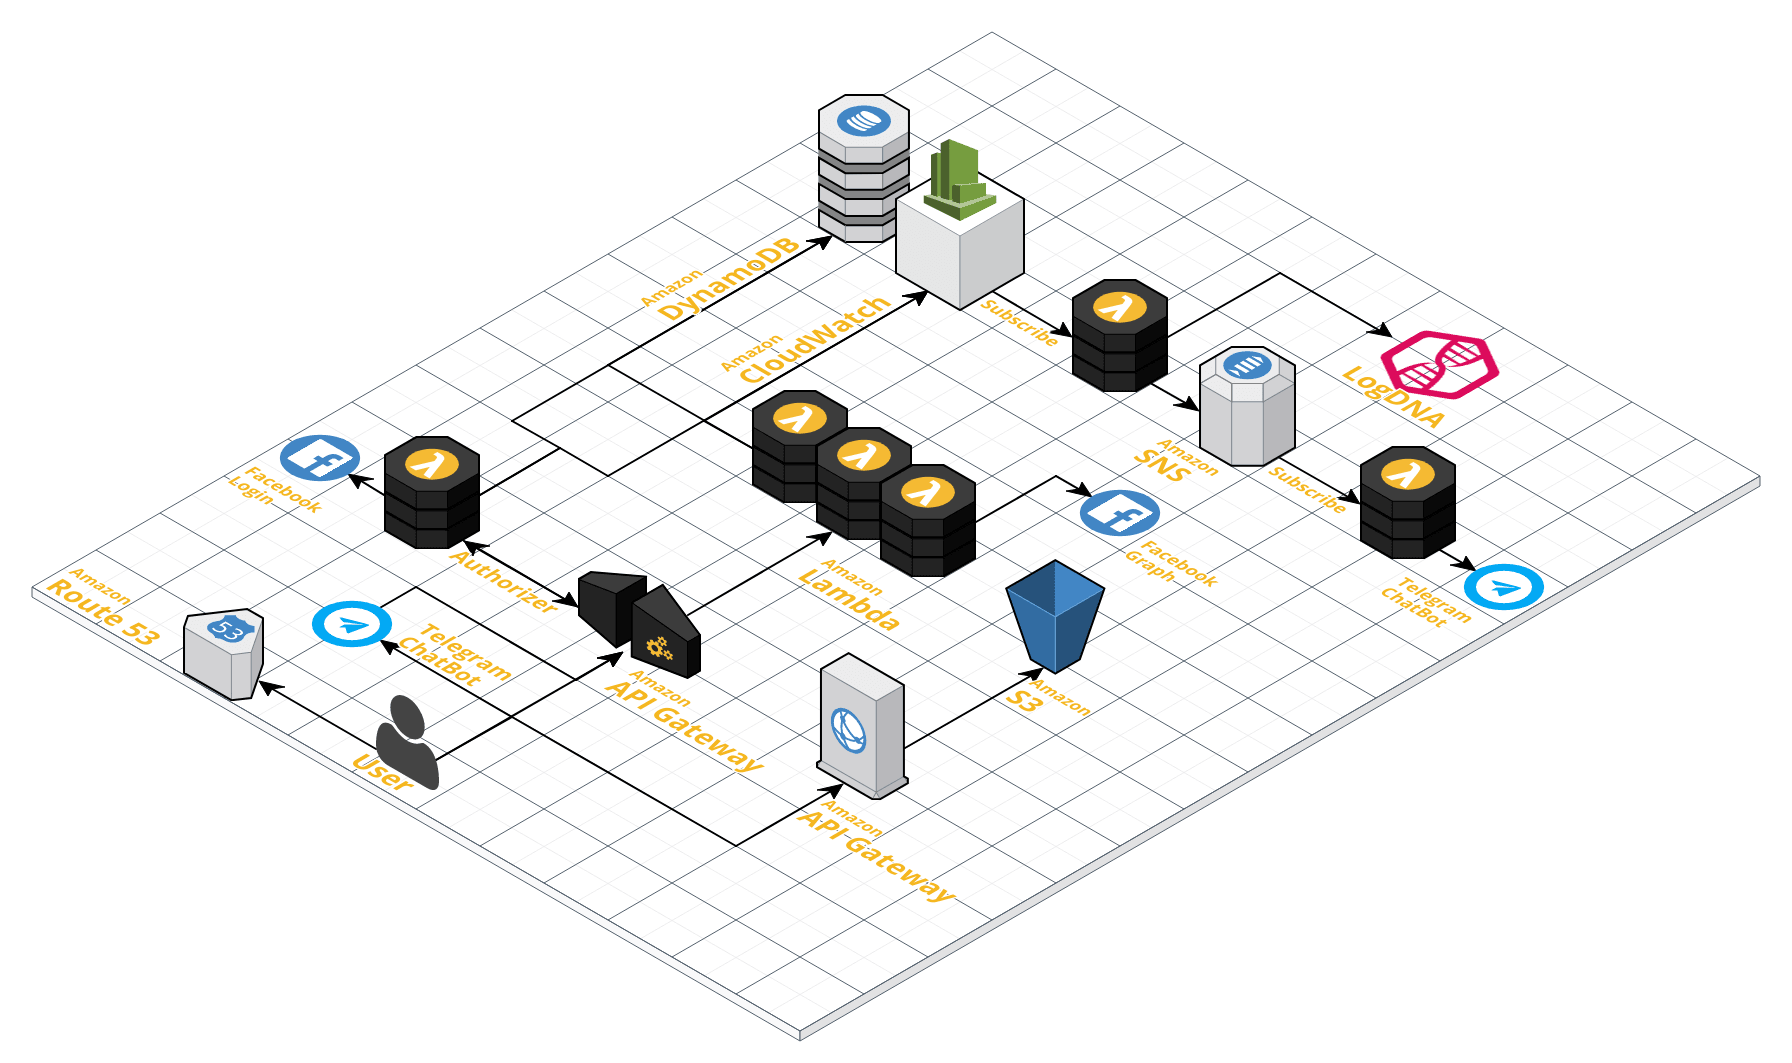 Amazon
DynamoDB
Amazon
CloudWatch
Subscribe
LogDNA
Amazon
SNS
Subscribe
Telegram
ChatBot
Facebook
Login
Authorizer
Amazon
Lambda
Facebook
Graph
Amazon
Route 53
53
Telegram
ChatBot
User
Amazon
API Gateway
Amazon
S3
Amazon
API Gateway